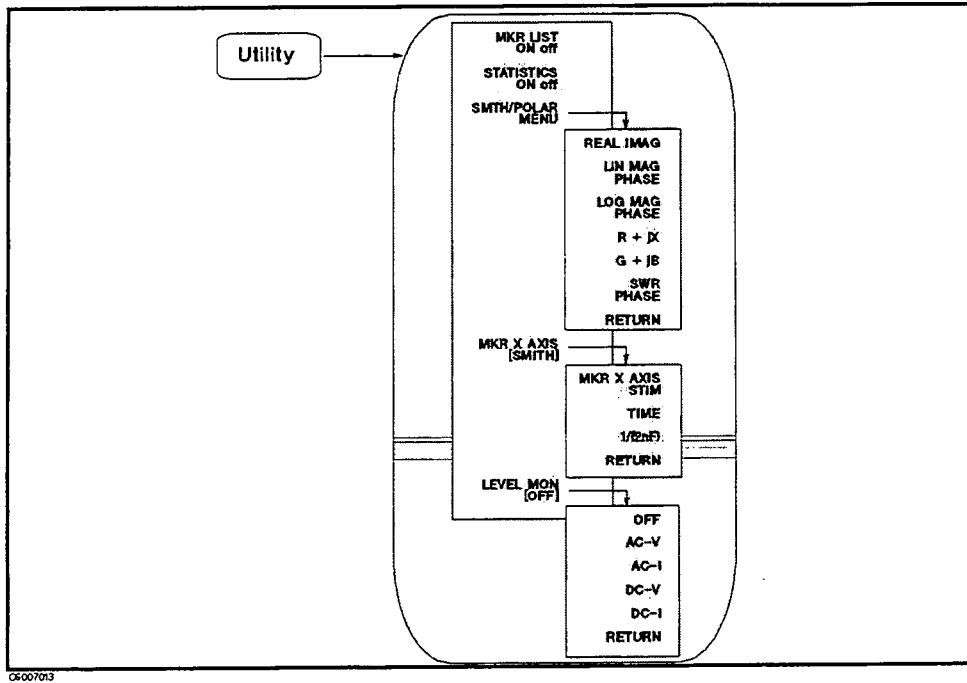 Utility
MKR LIST
ON off
STATISTICS
ON off
SMTH/POLAR
MENU
REAL IMAG
LIN MAG
PHASE
LOG MAG
PHASE
R + jX
G + jB
SWR
PHASE
RETURN
MKR X AXIS
[SMITH]
MKR X AXIS
STIM
TIME
RETURN
LEVEL MON
[OFF]
OFF
AC-V
AC-I
DC-V
DC-I
RETURN
C6007013